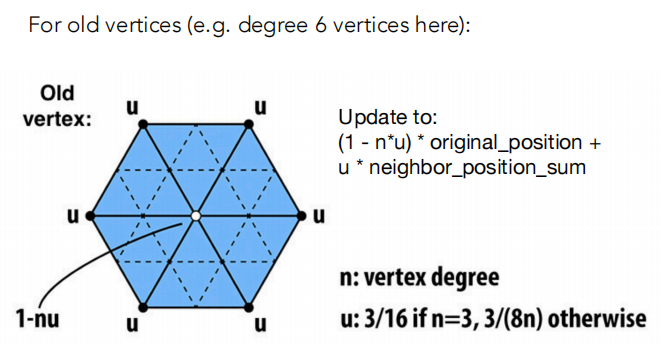 For old vertices (e.g. degree 6 vertices here):
Old
vertex:
u
u
Update to:
(1 - n*u) * original_position +
u * neighbor_position_sum
u
u
n: vertex degree
1-nu
u
u
u: 3/16 if n=3, 3/(8n) otherwise